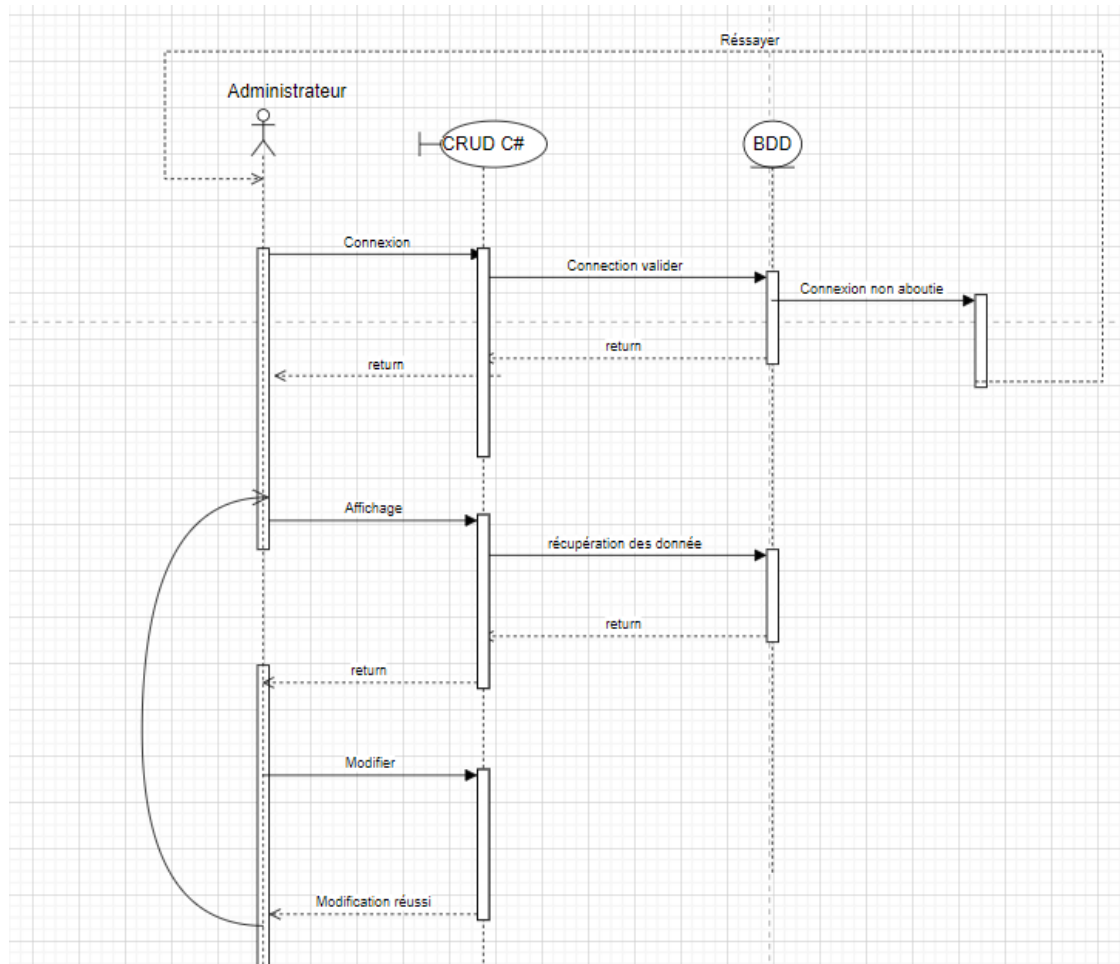 Réssayer
Administrateur
CRUD C#
BDD
Connexion
Connection valider
Connexion non aboutie
return
return
Affichage
récupération des donnée
return
return
Modifier
Modification réussi